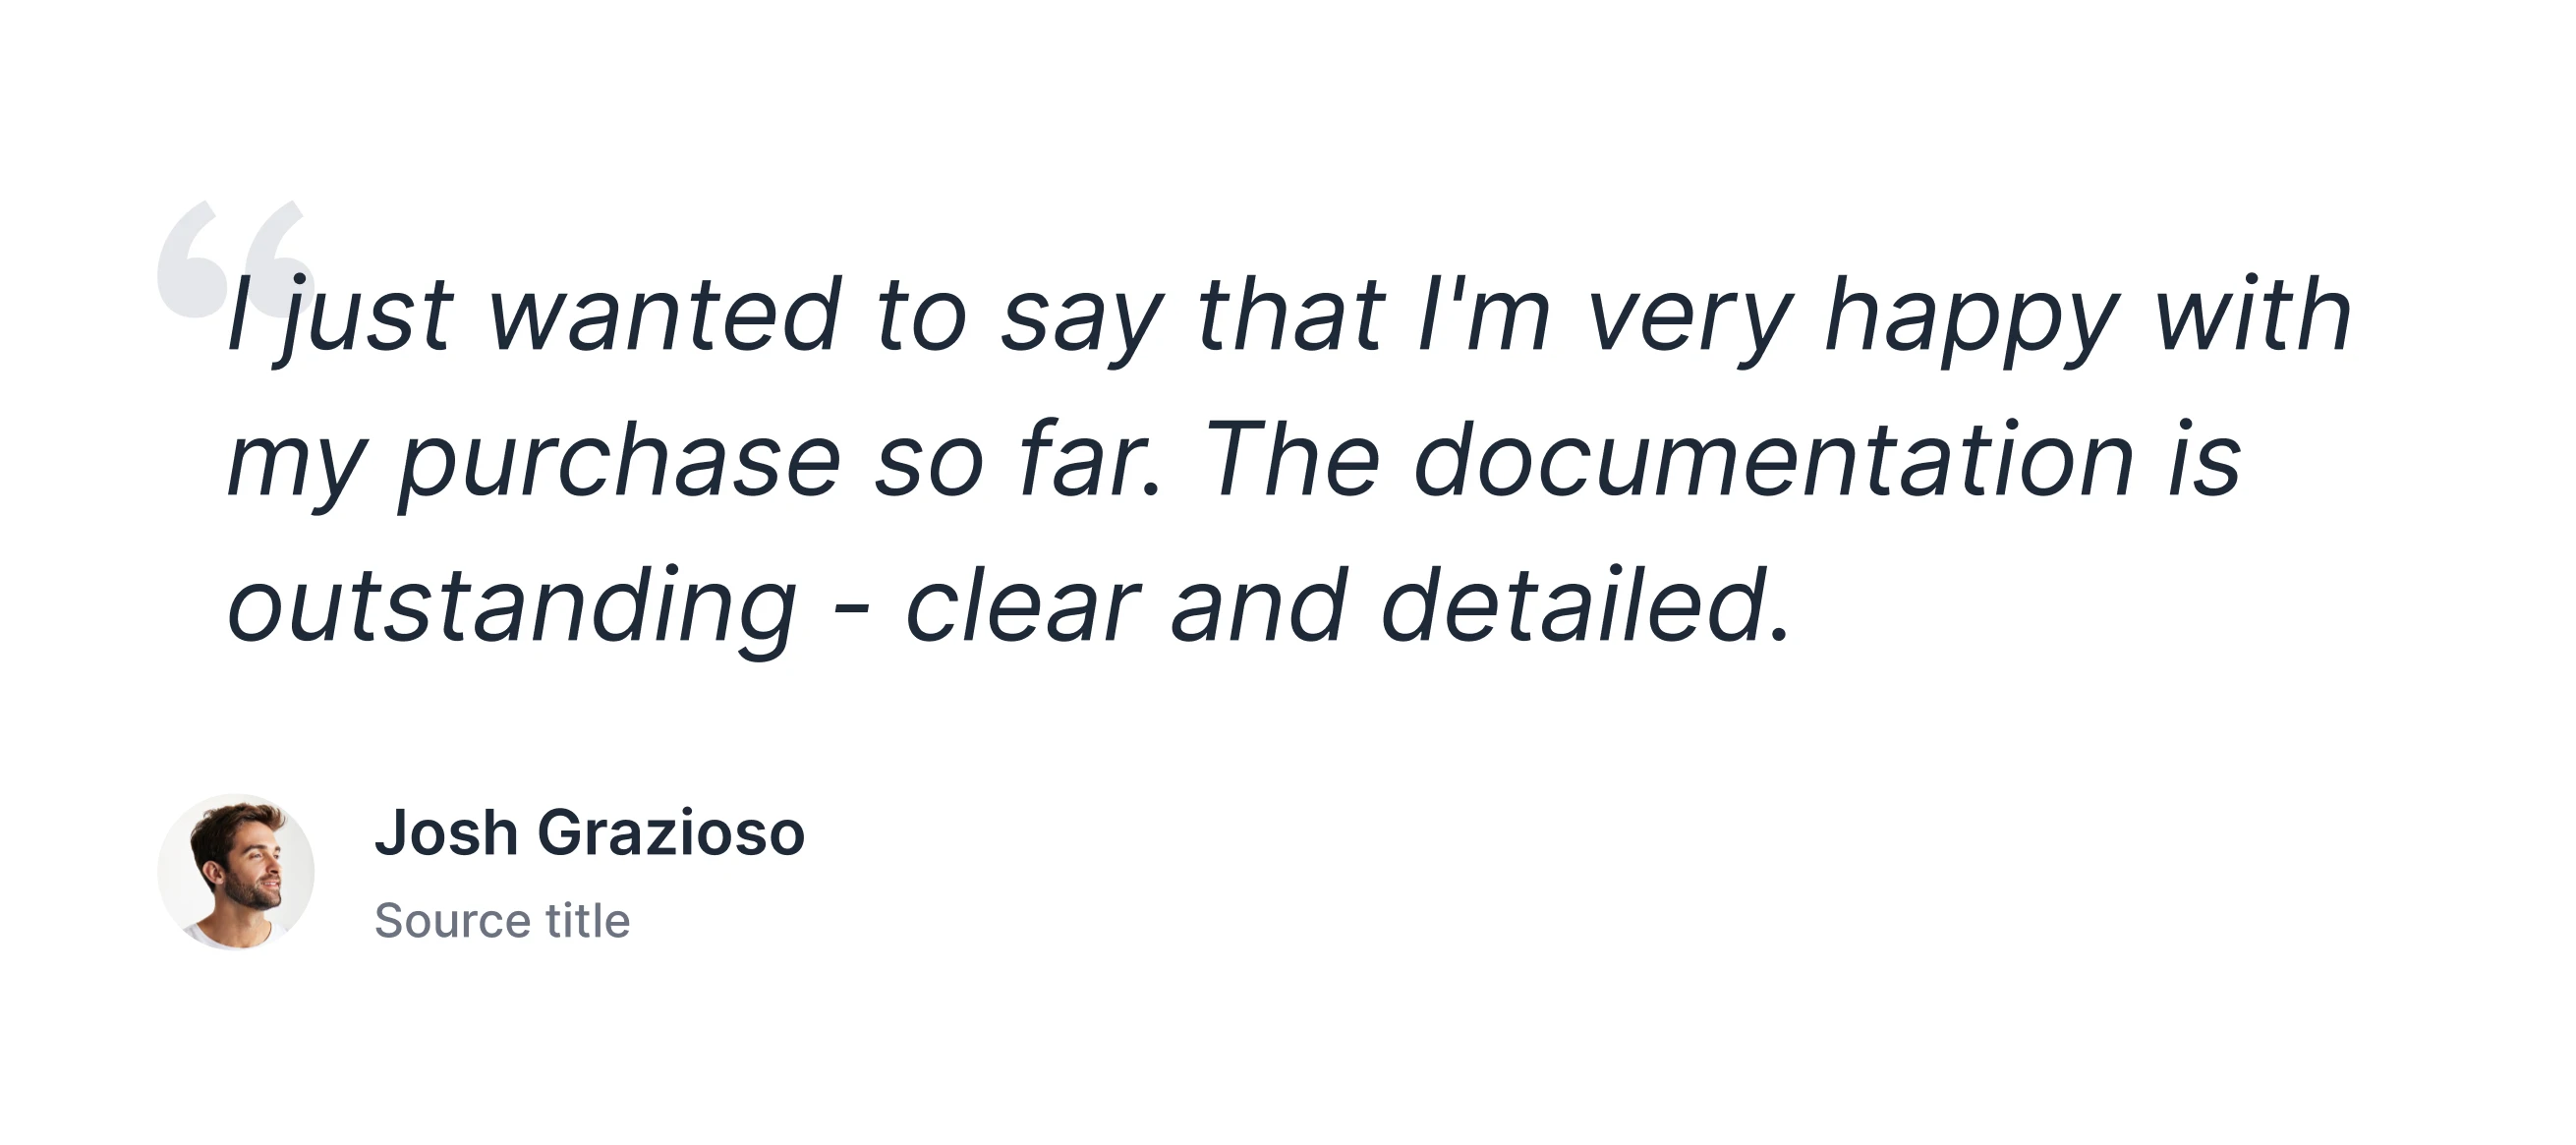 I just wanted to say that I'm very happy with
my purchase so far. The documentation is
outstanding - clear and detailed.
Josh Grazioso
Source title